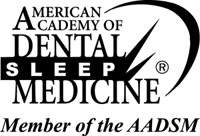 AMERICAN
ACADEMY OF
DENTAL
SLEEP ®
MEDICINE
Member of the AADSM